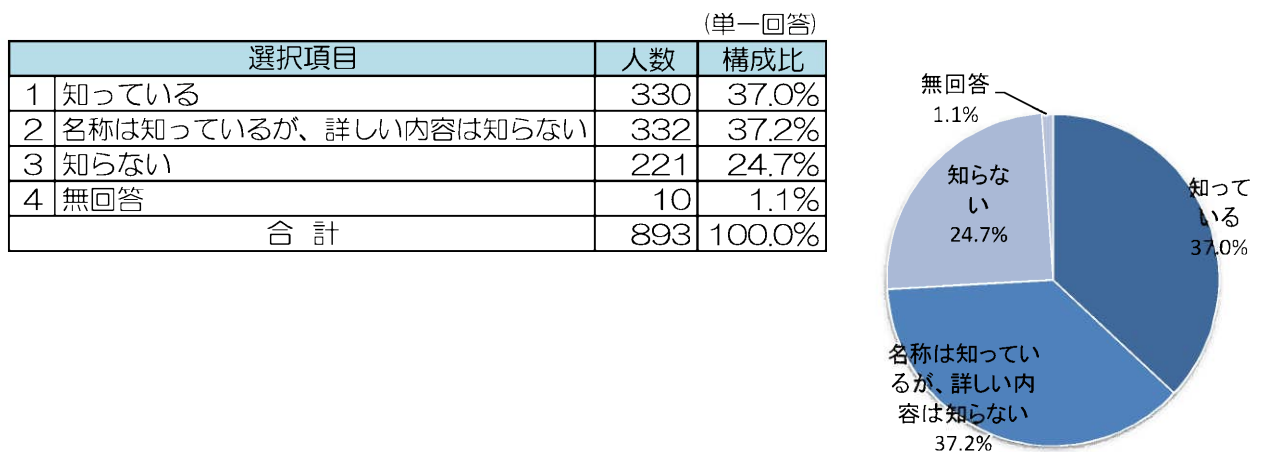 (単一回答)
選択項目 人数 構成比
1 知っている 330 37.0%
2 名称は知っているが、詳しい内容は知らない 332 37.2%
3 知らない 221 24.7%
4 無回答 10 1.1%
合 計 893 100.0%
無回答
1.1%
知って
いる
37.0%
知らな
い
24.7%
名称は知ってい
るが、詳しい内
容は知らない
37.2%